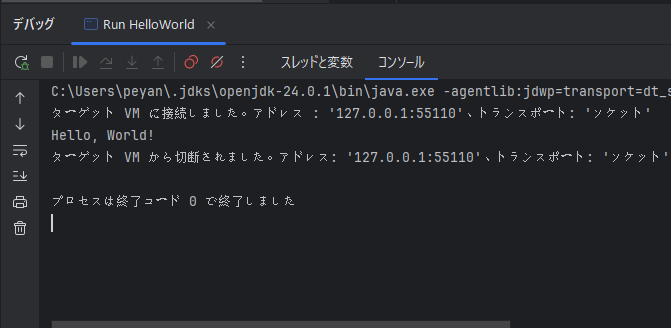 デバッグ Run HelloWorld ×
スレッドと変数 コンソール
C:\Users\peyan\.jdks\openjdk-24.0.1\bin\java.exe -agentlib:jdwp=transport=dt_s
ターゲット VM に接続しました。アドレス : '127.0.0.1:55110'、トランスポート: 'ソケット'
Hello, World!
ターゲット VM から切断されました。アドレス: '127.0.0.1:55110'、トランスポート: 'ソケット'
プロセスは終了コード 0 で終了しました